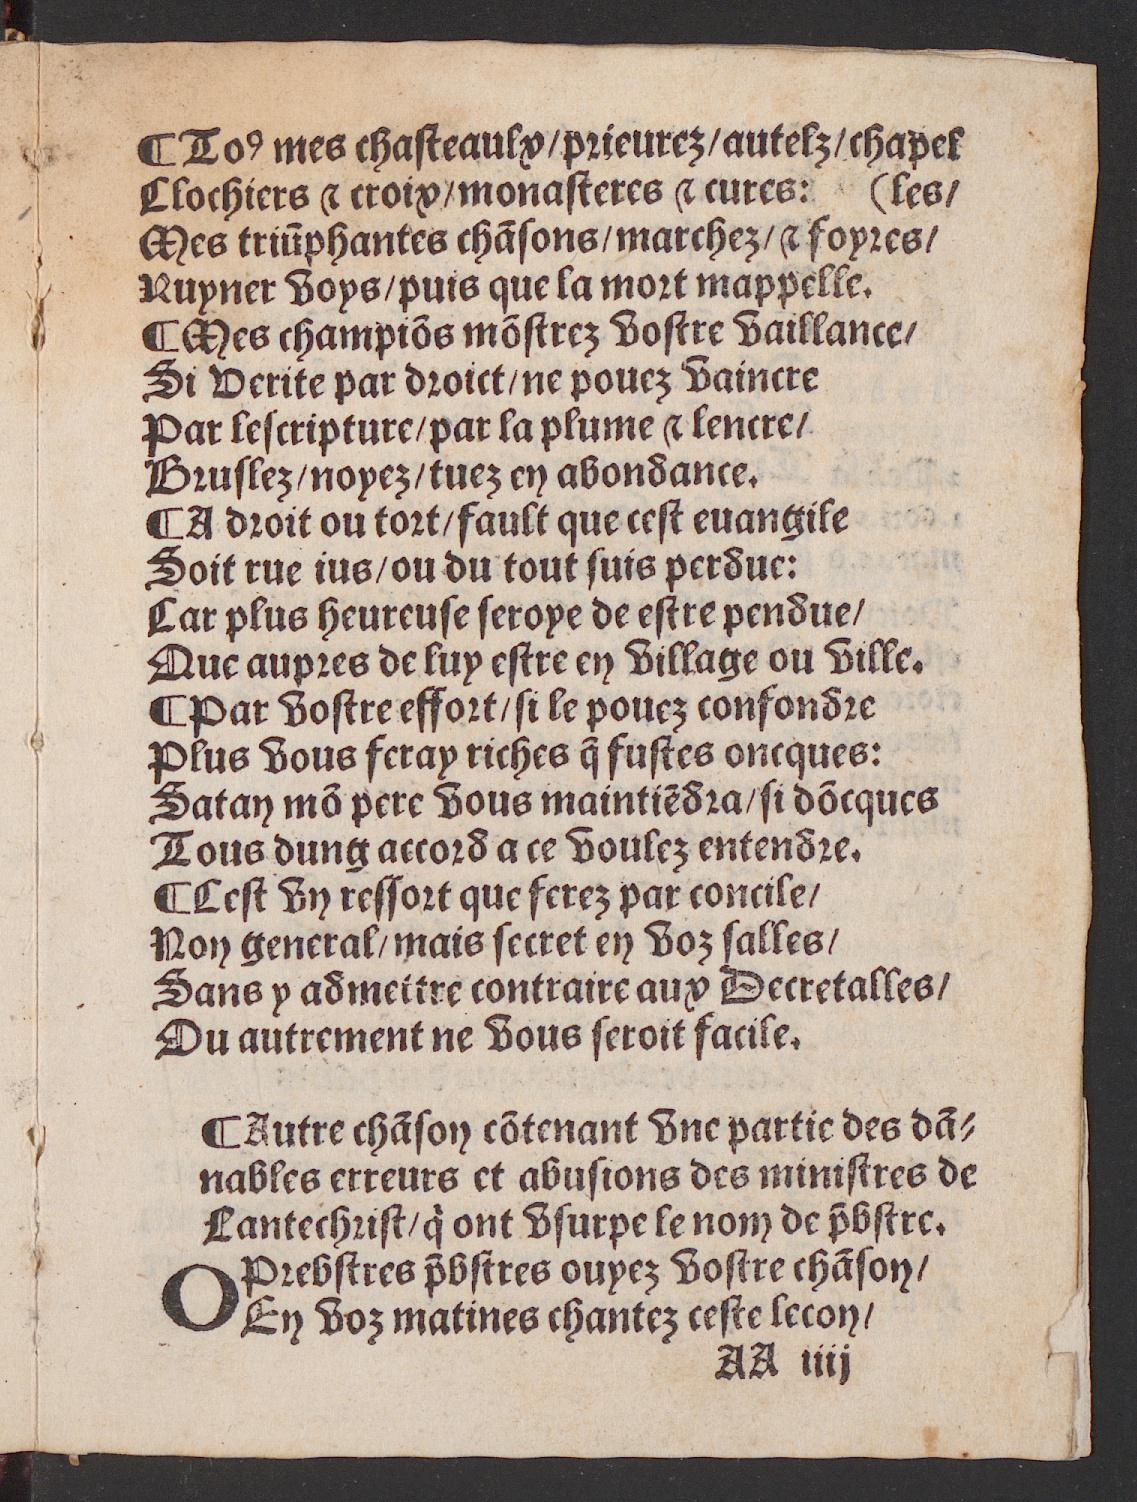 ¶ Toꝰ mes chasteaulx/prieurez/autelz/chapel
Clochiers ⁊ croix/monasteres ⁊ cures: (les/
Mes triũphantes chãsons/marchez/⁊ foyres/
Ruyner voys/puis que la mort mappelle.
¶ Mes champiõs mõstrez vostre vaillance/
Si Verite par droict/ne pouez vaincre
Par lescripture/par la plume ⁊ lencre/
Bruslez/noyez/tuez en abondance.
¶ A droit ou tort/fault que cest euangile
Soit rue ius/ou du tout suis perdue:
Car plus heureuse seroye de estre pendue/
Que aupres de luy estre en village ou ville.
¶ Par vostre effort/si le pouez confondre
Plus vous feray riches q̃ fustes oncques:
Satan mõ pere vous maintiẽdra/si dõcques
Tous dung accord a ce voulez entendre.
¶ Cest vn ressort que ferez par concile/
Non general/mais secret en voz salles/
Sans y admettre contraire aux Decretalles/
Ou autrement ne vous seroit facile.
¶ Autre chãson cõtenant vne partie des dã⸗
nables erreurs et abusions des ministres de
Lantechrist/q̇ ont vsurpe le nom de p̃bstre.
O Prebstres p̃bstres ouyez vostre chãson/
En voz matines chantez ceste lecon/
AA iiij